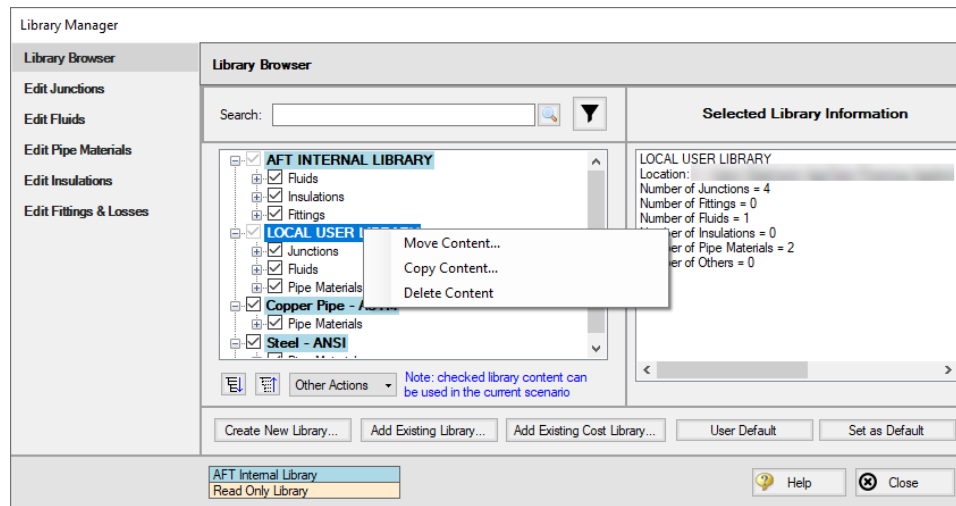 Library Manager
Library Browser
Edit Junctions
Edit Fluids
Edit Pipe Materials
Edit Insulations
Edit Fittings & Losses
Library Browser
Search:
AFT INTERNAL LIBRARY
Fluids
Insulations
Fittings
LOCAL USER
Junctions
Fluids
Pipe Materials
Copper Pipe -
Pipe Materials
Steel - ANSI
Move Content...
Copy Content...
Delete Content
Other Actions
Note: checked library content can
be used in the current scenario
Selected Library Information
LOCAL USER LIBRARY
Location:
Number of Junctions = 4
Number of Fittings = 0
Number of Fluids = 1
of Insulations = 0
of Pipe Materials = 2
of Others = 0
Create New Library...
Add Existing Library...
Add Existing Cost Library...
User Default
Set as Default
AFT Internal Library
Read Only Library
Help
Close